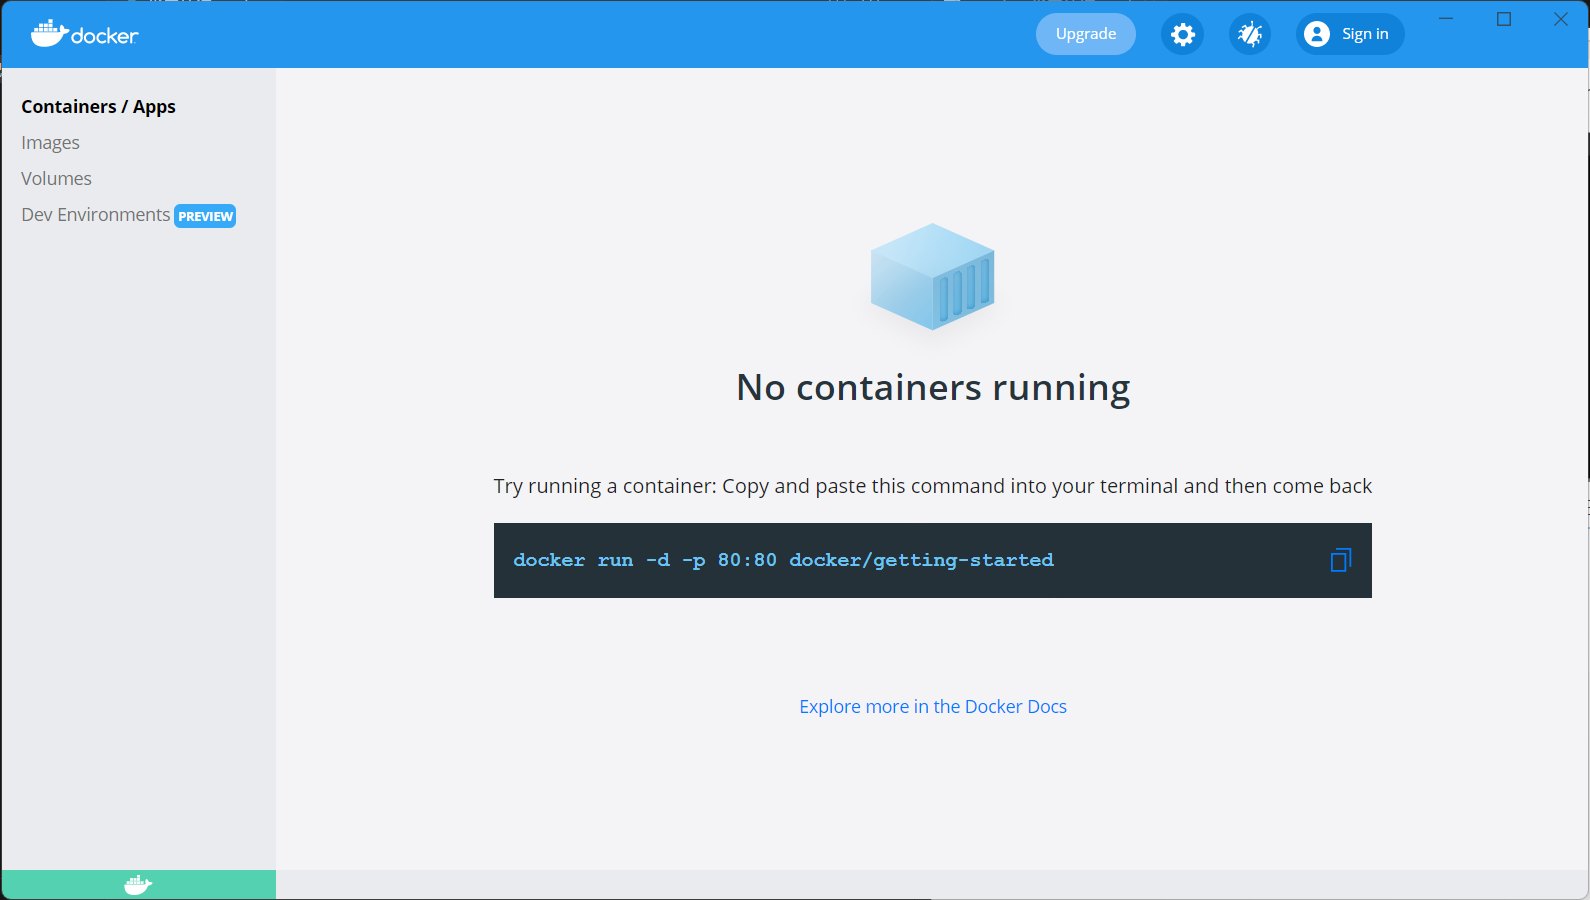 docker
Upgrade
Sign in
Containers / Apps
Images
Volumes
Dev Environments PREVIEW
No containers running
Try running a container: Copy and paste this command into your terminal and then come back
docker run -d -p 80:80 docker/getting-started
Explore more in the Docker Docs